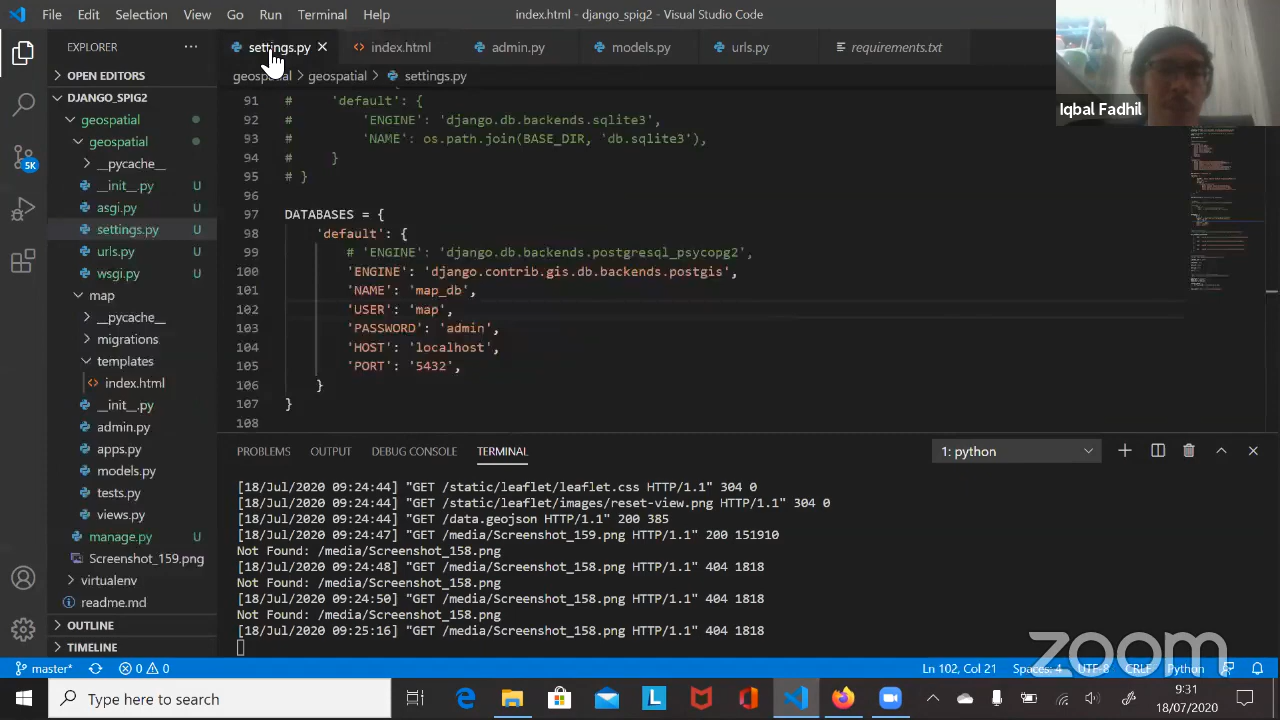 File Edit Selection View Go Run Terminal Help
index.html - django_spig2 - Visual Studio Code
Iqbal Fadhil
EXPLORER
OPEN EDITORS
DJANGO_SPIG2
geospatial
geospatial
__pycache__
__init__.py U
asgi.py U
settings.py U
urls.py U
wsgi.py U
map
__pycache__
migrations
templates
index.html
__init__.py
admin.py
apps.py
models.py
tests.py
views.py
manage.py U
Screenshot_159.png
virtualenv
readme.md
OUTLINE
TIMELINE
5K
settings.py index.html admin.py models.py urls.py requirements.txt
geospatial > geospatial > settings.py
91 # 'default': {
92 # 'ENGINE': 'django.db.backends.sqlite3',
93 # 'NAME': os.path.join(BASE_DIR, 'db.sqlite3'),
94 # }
95 # }
96
97 DATABASES = {
98 'default': {
99 # 'ENGINE': 'django.db.backends.postgresql_psycopg2',
100 'ENGINE': 'django.contrib.gis.db.backends.postgis',
101 'NAME': 'map_db',
102 'USER': 'map',
103 'PASSWORD': 'admin',
104 'HOST': 'localhost',
105 'PORT': '5432',
106 }
107 }
108
PROBLEMS OUTPUT DEBUG CONSOLE TERMINAL 1: python
[18/Jul/2020 09:24:44] "GET /static/leaflet/leaflet.css HTTP/1.1" 304 0
[18/Jul/2020 09:24:44] "GET /static/leaflet/images/reset-view.png HTTP/1.1" 304 0
[18/Jul/2020 09:24:44] "GET /data.geojson HTTP/1.1" 200 385
[18/Jul/2020 09:24:47] "GET /media/Screenshot_159.png HTTP/1.1" 200 151910
Not Found: /media/Screenshot_158.png
[18/Jul/2020 09:24:48] "GET /media/Screenshot_158.png HTTP/1.1" 404 1818
Not Found: /media/Screenshot_158.png
[18/Jul/2020 09:24:50] "GET /media/Screenshot_158.png HTTP/1.1" 404 1818
Not Found: /media/Screenshot_158.png
[18/Jul/2020 09:25:16] "GET /media/Screenshot_158.png HTTP/1.1" 404 1818
zoom
master* 0 0 Ln 102, Col 21 Spaces: 4 UTF-8 CRLF Python
Type here to search
L
9:31
18/07/2020